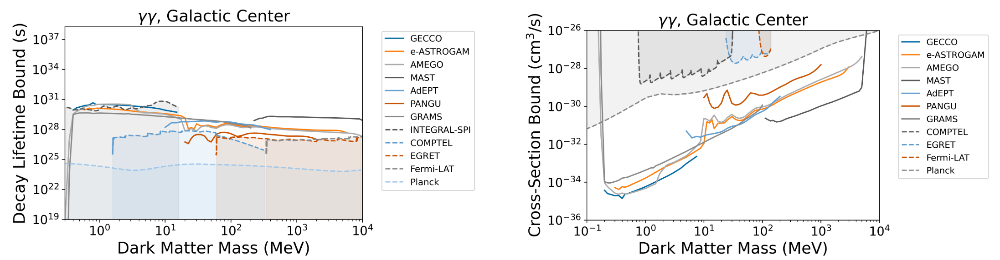 γγ, Galactic Center
Decay Lifetime Bound (s)
10^37
10^34
10^31
10^28
10^25
10^22
10^19
10^0
10^1
10^2
10^3
10^4
Dark Matter Mass (MeV)
GECCO
e-ASTROGAM
AMEGO
MAST
AdEPT
PANGU
GRAMS
INTEGRAL-SPI
COMPTEL
EGRET
Fermi-LAT
Planck
γγ, Galactic Center
Cross-Section Bound (cm^3/s)
10^−26
10^−28
10^−30
10^−32
10^−34
10^−36
10^−1
10^0
10^1
10^2
10^3
10^4
Dark Matter Mass (MeV)
GECCO
e-ASTROGAM
AMEGO
MAST
AdEPT
PANGU
GRAMS
COMPTEL
EGRET
Fermi-LAT
Planck